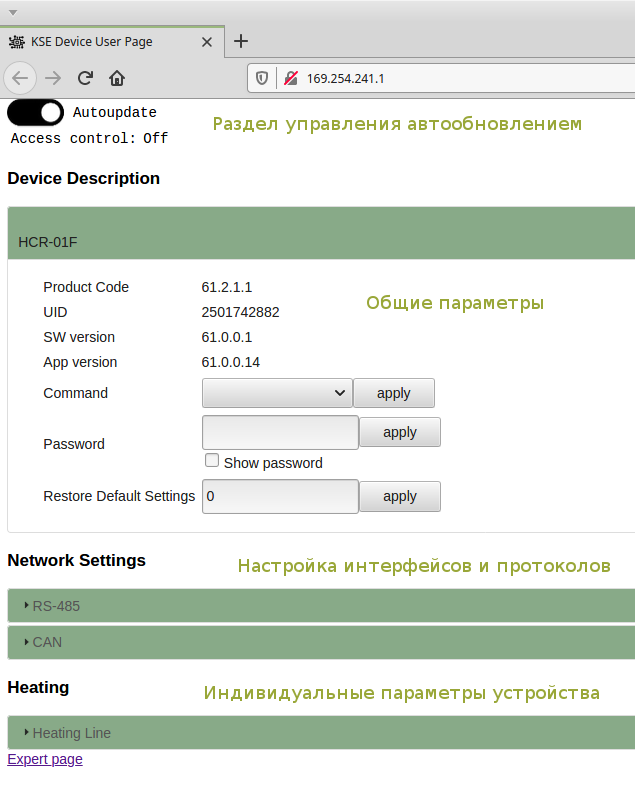 KSE Device User Page
169.254.241.1
Autoupdate
Раздел управления автообновлением
Access control: Off
Device Description
HCR-01F
Product Code 61.2.1.1
Общие параметры
UID 2501742882
SW version 61.0.0.1
App version 61.0.0.14
Command apply
Password apply
Show password
Restore Default Settings 0 apply
Network Settings
Настройка интерфейсов и протоколов
RS-485
CAN
Heating
Индивидуальные параметры устройства
Heating Line
Expert page